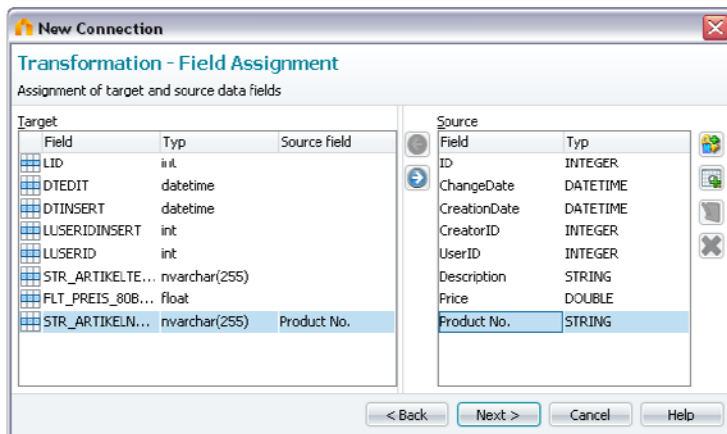 New Connection
Transformation - Field Assignment
Assignment of target and source data fields
Target
Field Typ Source field
LID int
DTEDIT datetime
DTINSERT datetime
LUSERIDINSERT int
LUSERID int
STR_ARTIKELTE... nvarchar(255)
FLT_PREIS_80B... float
STR_ARTIKELN... nvarchar(255) Product No.
Source
Field Typ
ID INTEGER
ChangeDate DATETIME
CreationDate DATETIME
CreatorID INTEGER
UserID INTEGER
Description STRING
Price DOUBLE
Product No. STRING
< Back Next > Cancel Help